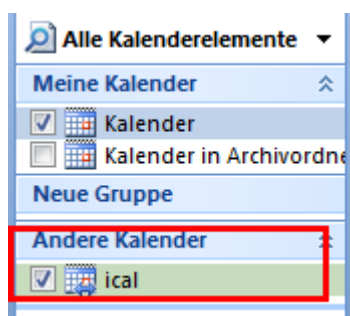 Alle Kalenderelemente
Meine Kalender
Kalender
Kalender in Archivordne
Neue Gruppe
Andere Kalender
ical